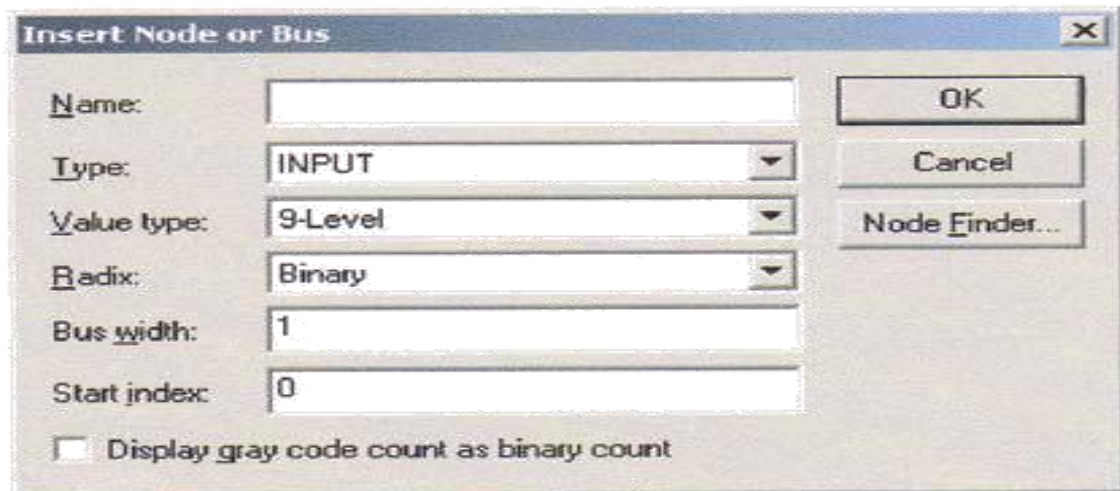 Insert Node or Bus
Name:
OK
Type:
INPUT
Cancel
Value type:
9-Level
Node Finder...
Radix:
Binary
Bus width:
1
Start index:
0
Display gray code count as binary count